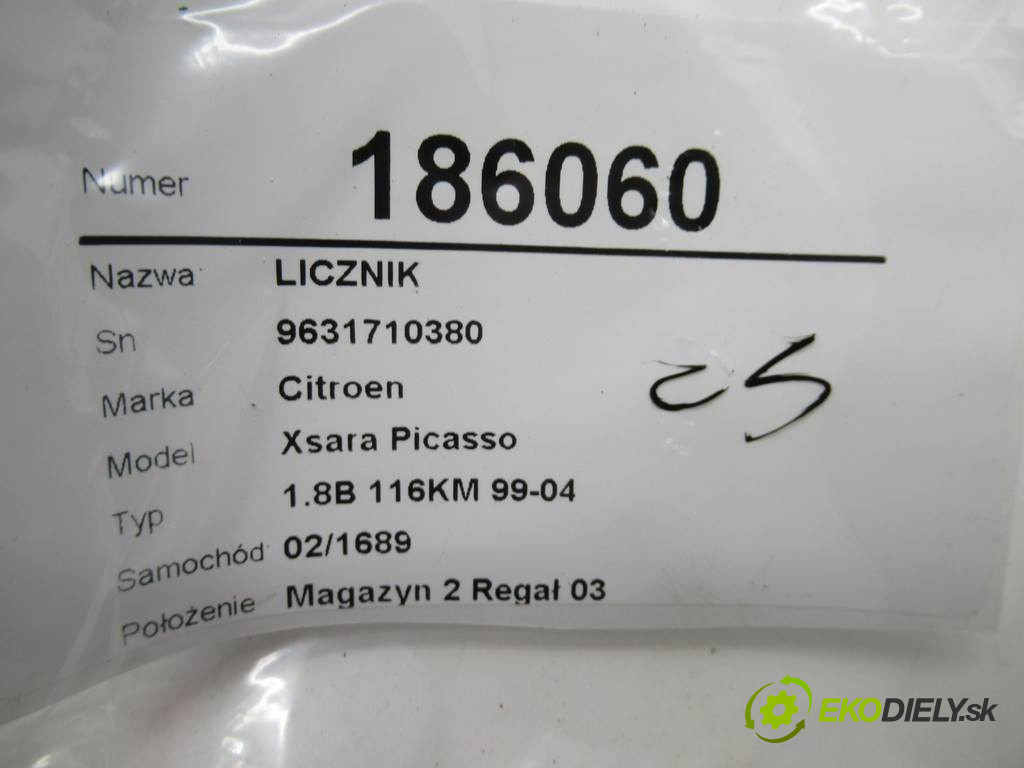 Numer 186060
Nazwa LICZNIK
Sn 9631710380
Marka Citroen
Model Xsara Picasso
Typ 1.8B 116KM 99-04
Samochód 02/1689
Położenie Magazyn 2 Regał 03
EKODIELY.sk